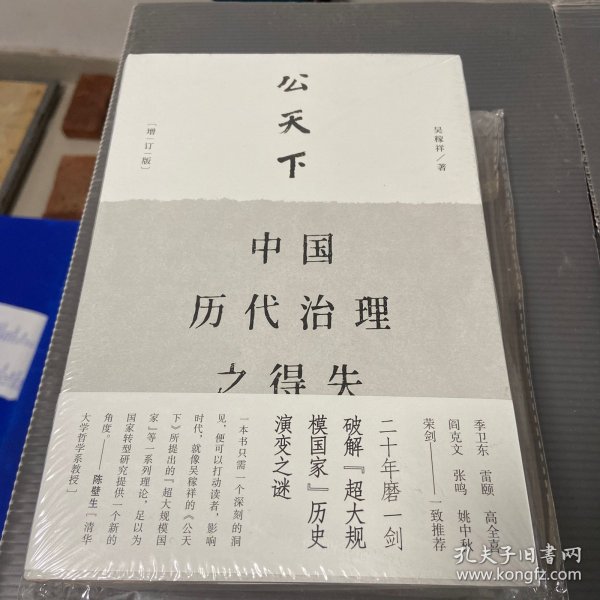 公天下
[增订版]
吴稼祥/著
中国
历代治理
之得失
季卫东 雷颐 高全喜
阎克文 张鸣 姚中秋
荣剑——一致推荐
二十年磨一剑
破解『超大规
模国家』历史
演变之谜
一本书只需一个深刻的洞
见,便可以打动读者,影响
时代,就像吴稼祥的《公天
下》所提出的『超大规模国
家』等一系列理论,足以为
国家转型研究提供一个新的
角度。——陈壁生[清华
大学哲学系教授]
孔夫子旧书网
www.kongfz.com